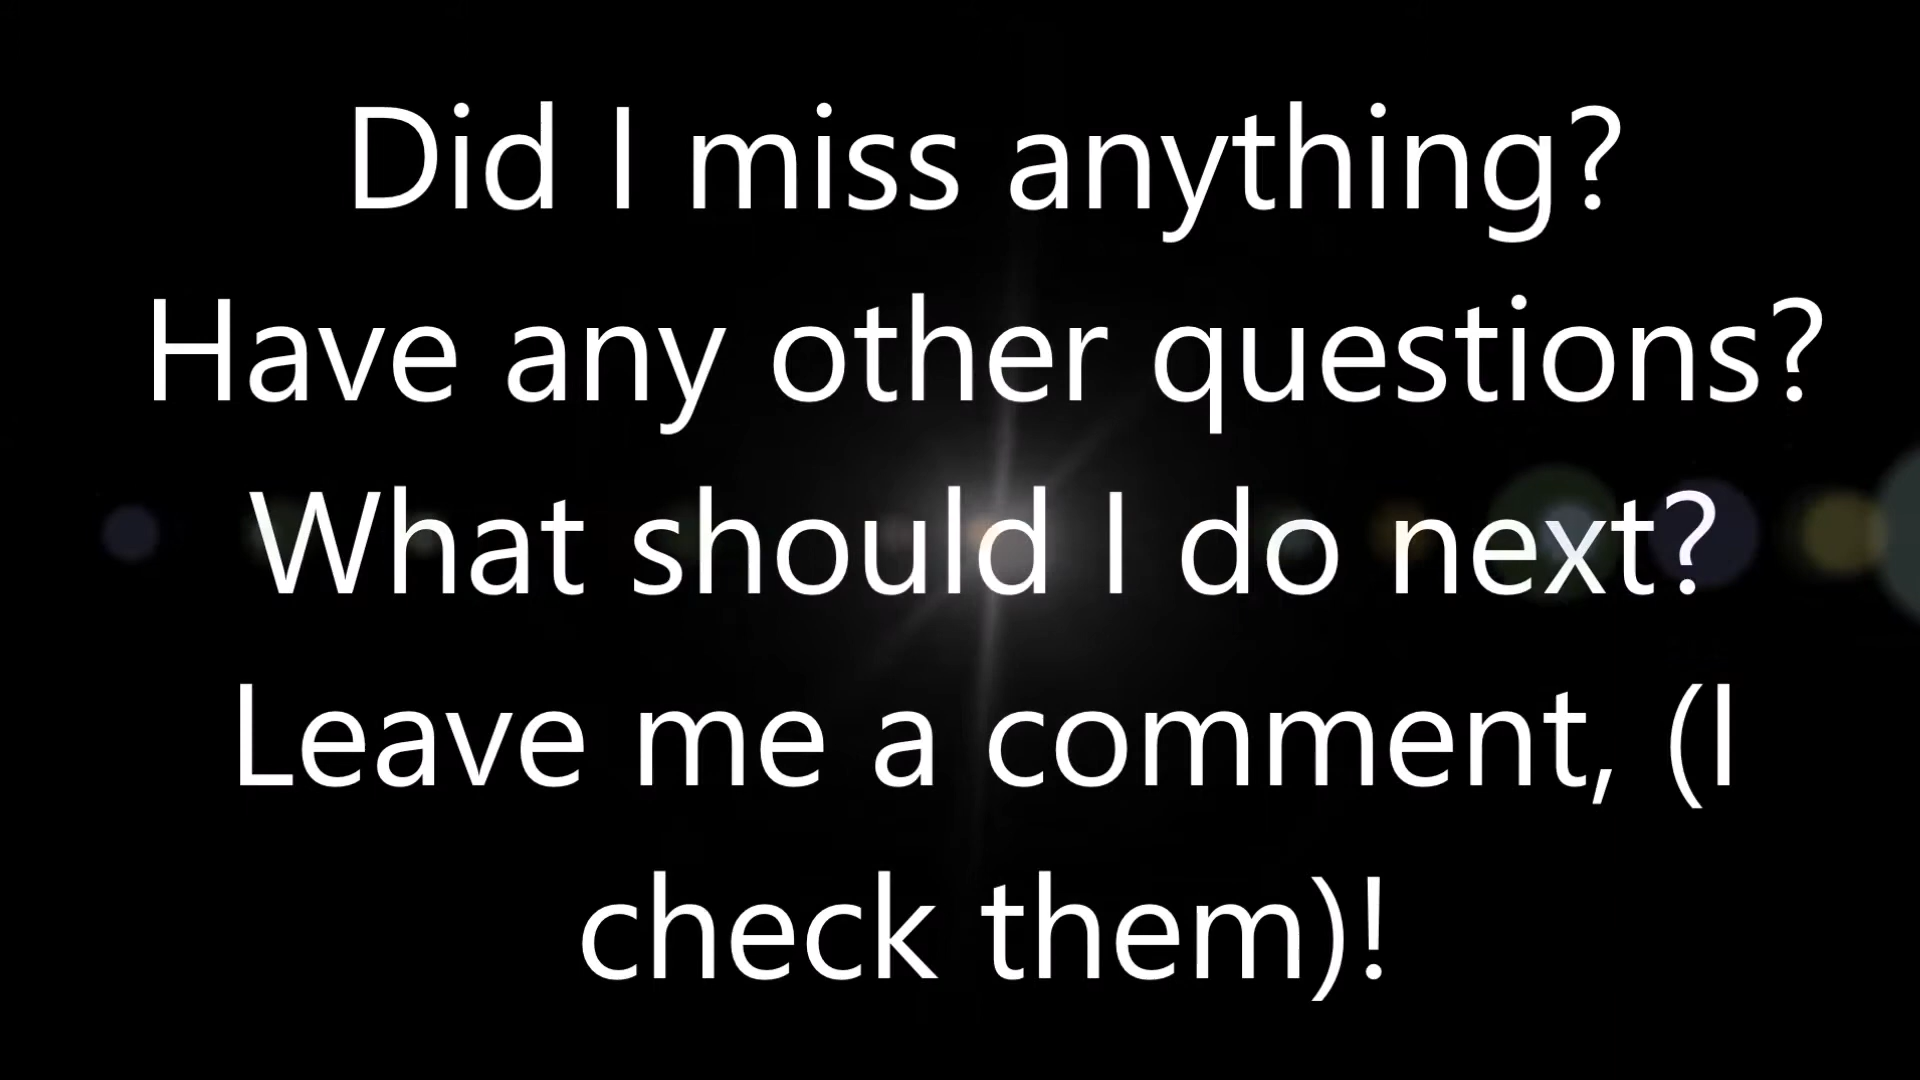 Did I miss anything?
Have any other questions?
What should I do next?
Leave me a comment, (I
check them)!